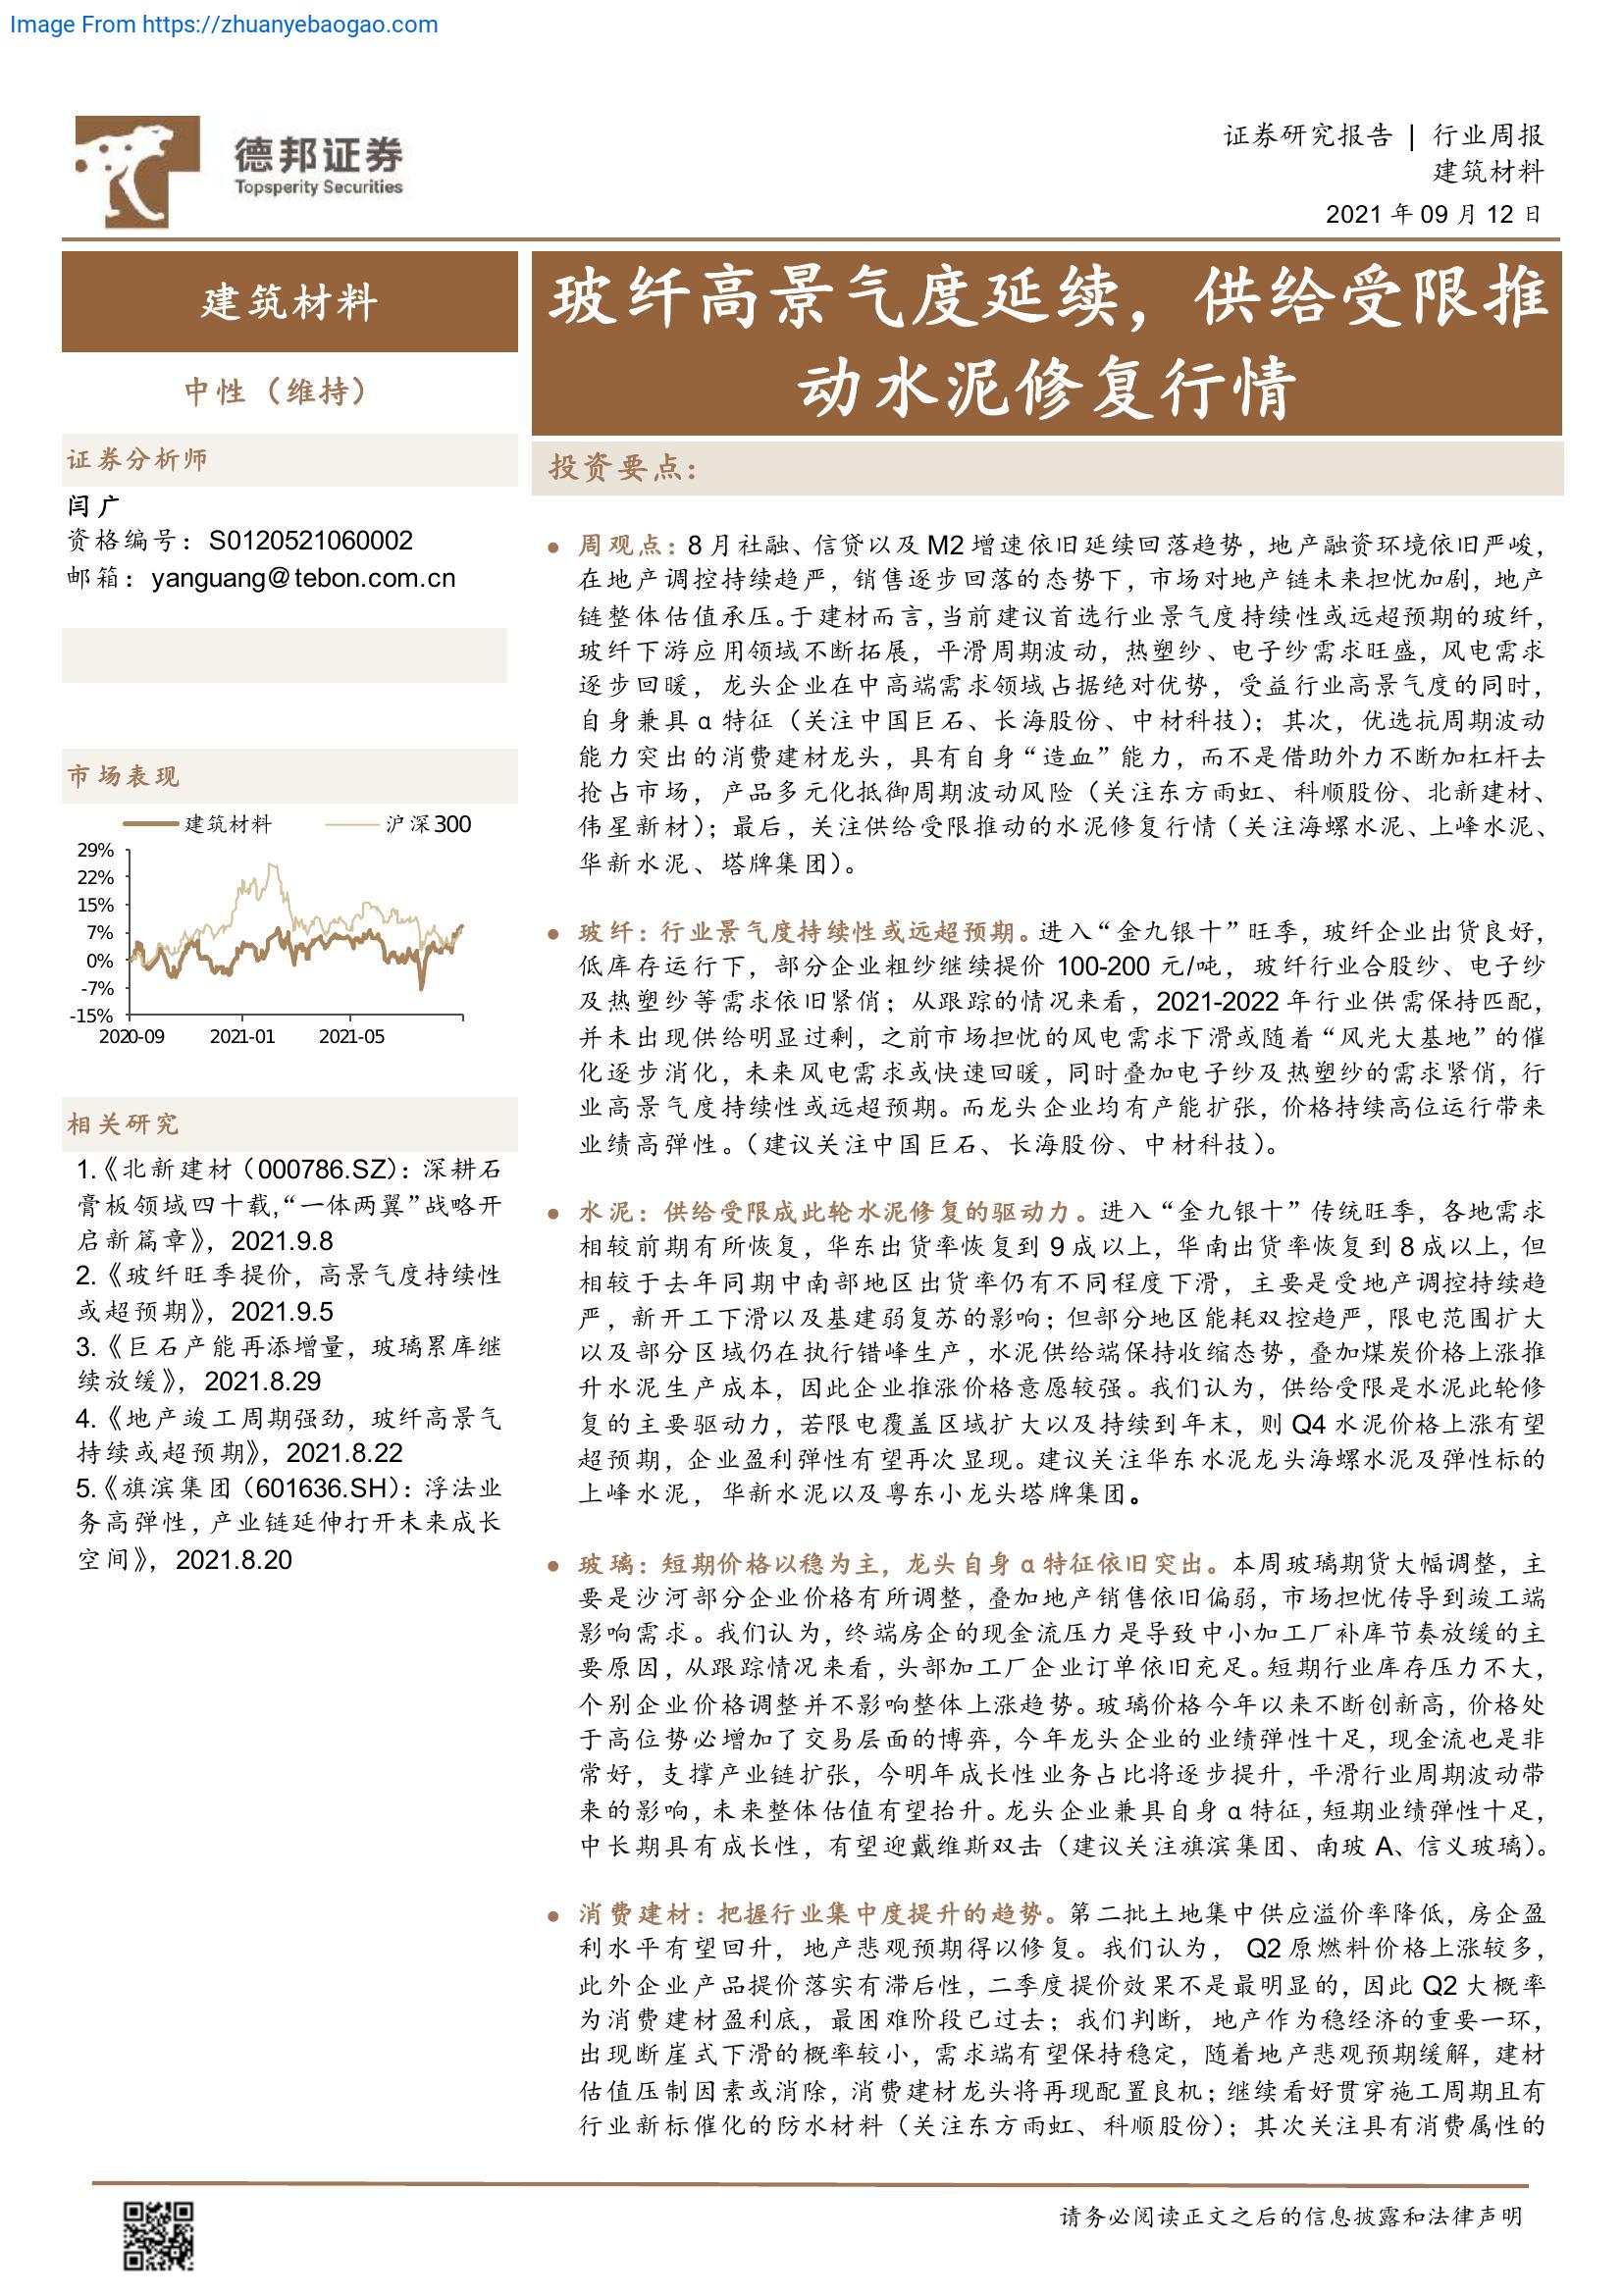 Image From https://zhuanyebaogao.com
德邦证券
Topsperity Securities
证券研究报告 | 行业周报
建筑材料
2021 年 09 月 12 日
建筑材料
中性（维持）
证券分析师
闫广
资格编号：S0120521060002
邮箱：yanguang@tebon.com.cn
市场表现
建筑材料 沪深300
29%
22%
15%
7%
0%
-7%
-15%
2020-09 2021-01 2021-05
相关研究
1.《北新建材（000786.SZ）：深耕石
膏板领域四十载,“一体两翼”战略开
启新篇章》，2021.9.8
2.《玻纤旺季提价，高景气度持续性
或超预期》，2021.9.5
3.《巨石产能再添增量，玻璃累库继
续放缓》，2021.8.29
4.《地产竣工周期强劲，玻纤高景气
持续或超预期》，2021.8.22
5.《旗滨集团（601636.SH）：浮法业
务高弹性，产业链延伸打开未来成长
空间》，2021.8.20
玻纤高景气度延续，供给受限推
动水泥修复行情
投资要点：
● 周观点：8 月社融、信贷以及 M2 增速依旧延续回落趋势，地产融资环境依旧严峻，
在地产调控持续趋严，销售逐步回落的态势下，市场对地产链未来担忧加剧，地产
链整体估值承压。于建材而言，当前建议首选行业景气度持续性或远超预期的玻纤，
玻纤下游应用领域不断拓展，平滑周期波动，热塑纱、电子纱需求旺盛，风电需求
逐步回暖，龙头企业在中高端需求领域占据绝对优势，受益行业高景气度的同时，
自身兼具 α 特征（关注中国巨石、长海股份、中材科技）；其次，优选抗周期波动
能力突出的消费建材龙头，具有自身“造血”能力，而不是借助外力不断加杠杆去
抢占市场，产品多元化抵御周期波动风险（关注东方雨虹、科顺股份、北新建材、
伟星新材）；最后，关注供给受限推动的水泥修复行情（关注海螺水泥、上峰水泥、
华新水泥、塔牌集团）。
● 玻纤：行业景气度持续性或远超预期。进入“金九银十”旺季，玻纤企业出货良好，
低库存运行下，部分企业粗纱继续提价 100-200 元/吨，玻纤行业合股纱、电子纱
及热塑纱等需求依旧紧俏；从跟踪的情况来看，2021-2022 年行业供需保持匹配，
并未出现供给明显过剩，之前市场担忧的风电需求下滑或随着“风光大基地”的催
化逐步消化，未来风电需求或快速回暖，同时叠加电子纱及热塑纱的需求紧俏，行
业高景气度持续性或远超预期。而龙头企业均有产能扩张，价格持续高位运行带来
业绩高弹性。（建议关注中国巨石、长海股份、中材科技）。
● 水泥：供给受限成此轮水泥修复的驱动力。进入“金九银十”传统旺季，各地需求
相较前期有所恢复，华东出货率恢复到 9 成以上，华南出货率恢复到 8 成以上，但
相较于去年同期中南部地区出货率仍有不同程度下滑，主要是受地产调控持续趋
严，新开工下滑以及基建弱复苏的影响；但部分地区能耗双控趋严，限电范围扩大
以及部分区域仍在执行错峰生产，水泥供给端保持收缩态势，叠加煤炭价格上涨推
升水泥生产成本，因此企业推涨价格意愿较强。我们认为，供给受限是水泥此轮修
复的主要驱动力，若限电覆盖区域扩大以及持续到年末，则 Q4 水泥价格上涨有望
超预期，企业盈利弹性有望再次显现。建议关注华东水泥龙头海螺水泥及弹性标的
上峰水泥，华新水泥以及粤东小龙头塔牌集团。
● 玻璃：短期价格以稳为主，龙头自身 α 特征依旧突出。本周玻璃期货大幅调整，主
要是沙河部分企业价格有所调整，叠加地产销售依旧偏弱，市场担忧传导到竣工端
影响需求。我们认为，终端房企的现金流压力是导致中小加工厂补库节奏放缓的主
要原因，从跟踪情况来看，头部加工厂企业订单依旧充足。短期行业库存压力不大，
个别企业价格调整并不影响整体上涨趋势。玻璃价格今年以来不断创新高，价格处
于高位势必增加了交易层面的博弈，今年龙头企业的业绩弹性十足，现金流也是非
常好，支撑产业链扩张，今明年成长性业务占比将逐步提升，平滑行业周期波动带
来的影响，未来整体估值有望抬升。龙头企业兼具自身 α 特征，短期业绩弹性十足，
中长期具有成长性，有望迎戴维斯双击（建议关注旗滨集团、南玻 A、信义玻璃）。
● 消费建材：把握行业集中度提升的趋势。第二批土地集中供应溢价率降低，房企盈
利水平有望回升，地产悲观预期得以修复。我们认为， Q2 原燃料价格上涨较多，
此外企业产品提价落实有滞后性，二季度提价效果不是最明显的，因此 Q2 大概率
为消费建材盈利底，最困难阶段已过去；我们判断，地产作为稳经济的重要一环，
出现断崖式下滑的概率较小，需求端有望保持稳定，随着地产悲观预期缓解，建材
估值压制因素或消除，消费建材龙头将再现配置良机；继续看好贯穿施工周期且有
行业新标催化的防水材料（关注东方雨虹、科顺股份）；其次关注具有消费属性的
请务必阅读正文之后的信息披露和法律声明